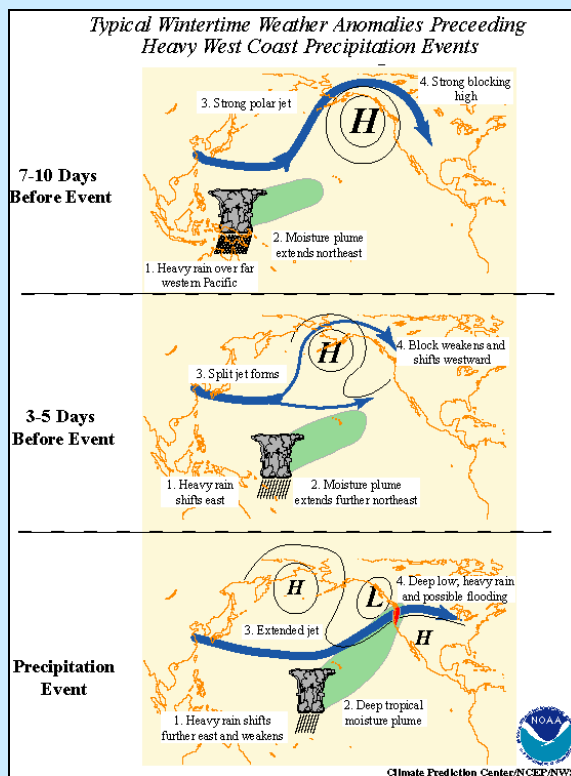 Typical Wintertime Weather Anomalies Preceeding
Heavy West Coast Precipitation Events
7-10 Days
Before Event
3. Strong polar jet
4. Strong blocking
high
H
2. Moisture plume
extends northeast
1. Heavy rain over far
western Pacific
3-5 Days
Before Event
3. Split jet forms
H
4. Block weakens and
shifts westward
1. Heavy rain
shifts east
2. Moisture plume
extends further northeast
Precipitation
Event
H
L
4. Deep low, heavy rain
and possible flooding
3. Extended jet
H
2. Deep tropical
moisture plume
1. Heavy rain shifts
further east and weakens
NOAA
Climate Prediction Center/NCEP/NWS